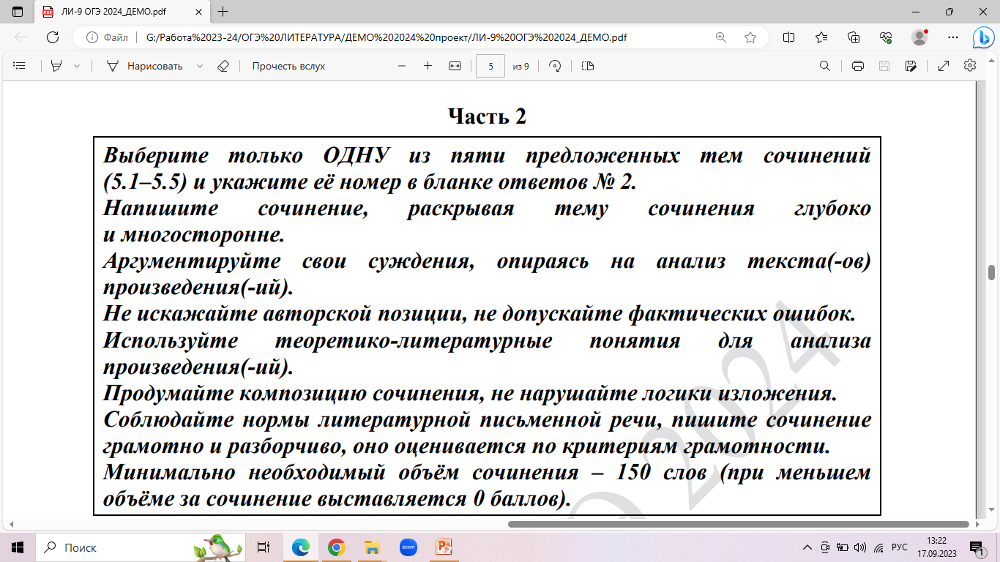 ЛИ-9 ОГЭ 2024_ДЕМО.pdf
Файл G:/Работа%2023-24/ОГЭ%20ЛИТЕРАТУРА/ДЕМО%202024%20проект/ЛИ-9%20ОГЭ%202024_ДЕМО.pdf
Нарисовать Прочесть вслух 5 из 9
Часть 2
Выберите только ОДНУ из пяти предложенных тем сочинений
(5.1–5.5) и укажите её номер в бланке ответов № 2.
Напишите сочинение, раскрывая тему сочинения глубоко
и многосторонне.
Аргументируйте свои суждения, опираясь на анализ текста(-ов)
произведения(-ий).
Не искажайте авторской позиции, не допускайте фактических ошибок.
Используйте теоретико-литературные понятия для анализа
произведения(-ий).
Продумайте композицию сочинения, не нарушайте логики изложения.
Соблюдайте нормы литературной письменной речи, пишите сочинение
грамотно и разборчиво, оно оценивается по критериям грамотности.
Минимально необходимый объём сочинения – 150 слов (при меньшем
объёме за сочинение выставляется 0 баллов).
2024
Поиск
zoom
РУС
13:22
17.09.2023
1